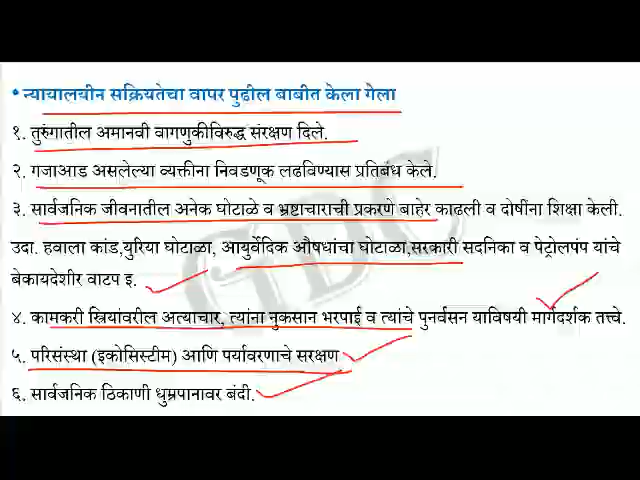 • न्यायालयीन सक्रियतेचा वापर पुढील बाबीत केला गेला
१. तुरुंगातील अमानवी वागणुकीविरुद्ध संरक्षण दिले.
२. गजाआड असलेल्या व्यक्तीना निवडणूक लढविण्यास प्रतिबंध केले.
३. सार्वजनिक जीवनातील अनेक घोटाळे व भ्रष्टाचाराची प्रकरणे बाहेर काढली व दोषींना शिक्षा केली.
उदा. हवाला कांड,युरिया घोटाळा, आयुर्वेदिक औषधांचा घोटाळा,सरकारी सदनिका व पेट्रोलपंप यांचे
बेकायदेशीर वाटप इ.
४. कामकरी स्त्रियांवरील अत्याचार, त्यांना नुकसान भरपाई व त्यांचे पुनर्वसन याविषयी मार्गदर्शक तत्त्वे.
५. परिसंस्था (इकोसिस्टीम) आणि पर्यावरणाचे सरक्षण
६. सार्वजनिक ठिकाणी धुम्रपानावर बंदी.
GDC